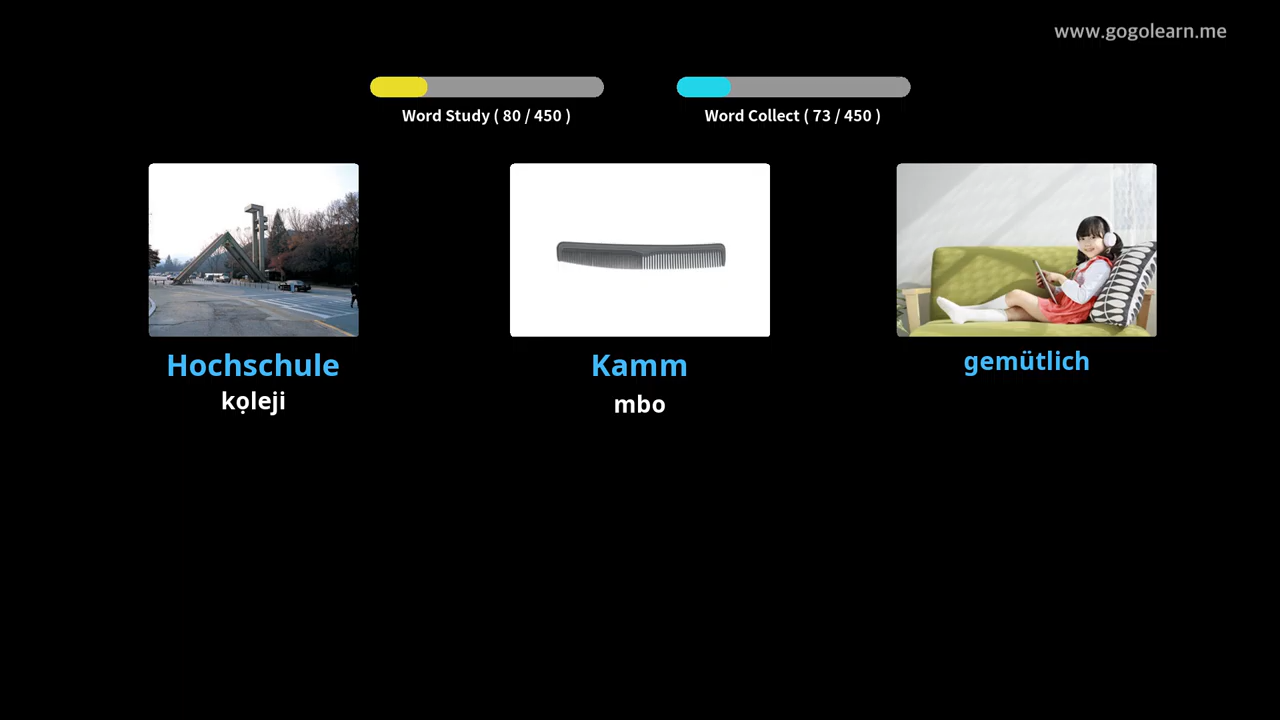 www.gogolearn.me
Word Study ( 80 / 450 )
Word Collect ( 73 / 450 )
Hochschule
kọleji
Kamm
mbo
gemütlich